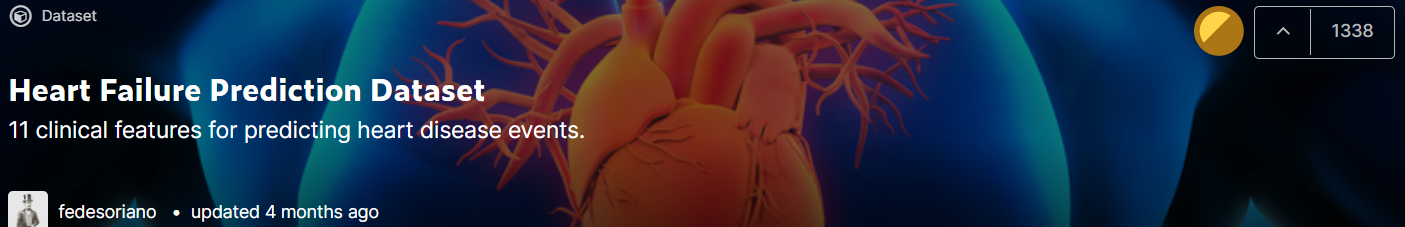 Dataset
1338
Heart Failure Prediction Dataset
11 clinical features for predicting heart disease events.
fedesoriano • updated 4 months ago